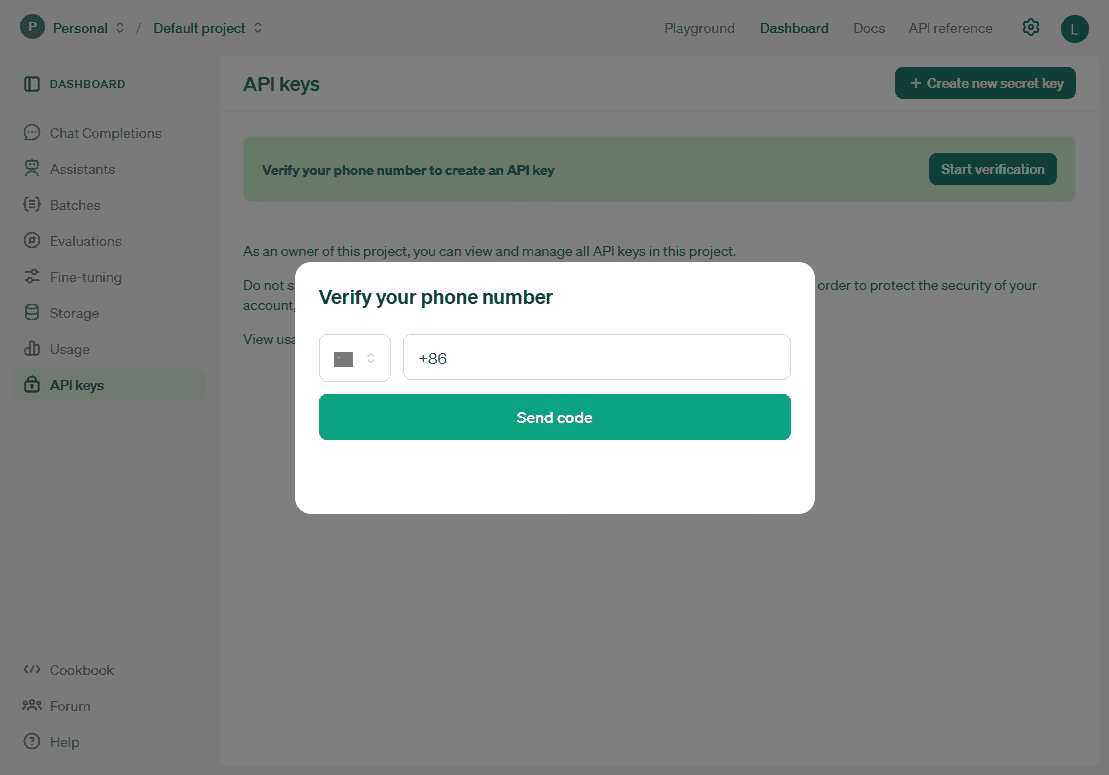 P Personal / Default project Playground Dashboard Docs API reference L
DASHBOARD
Chat Completions
Assistants
Batches
Evaluations
Fine-tuning
Storage
Usage
API keys
Cookbook
Forum
Help
API keys
+ Create new secret key
Verify your phone number to create an API key
Start verification
As an owner of this project, you can view and manage all API keys in this project.
Do not s order to protect the security of your
account,
View usa
Verify your phone number
+86
Send code